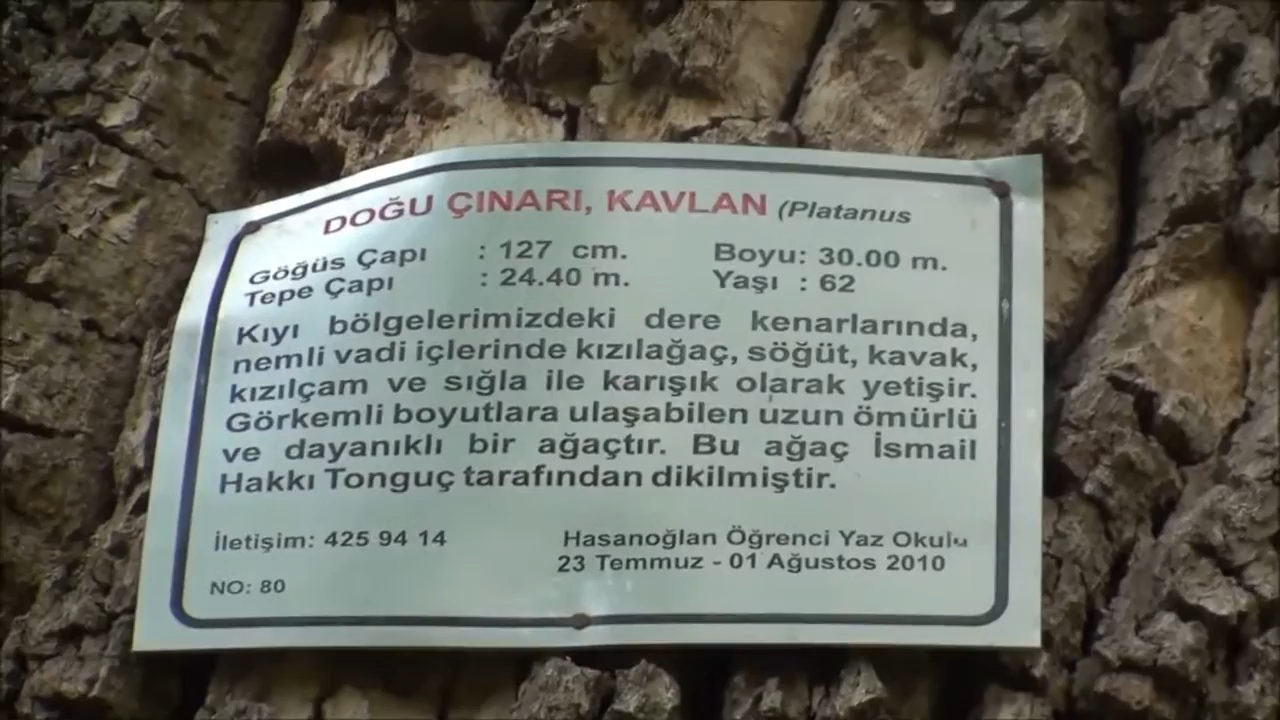 DOĞU ÇINARI, KAVLAN (Platanus
Göğüs Çapı : 127 cm. Boyu: 30.00 m.
Tepe Çapı : 24.40 m. Yaşı : 62
Kıyı bölgelerimizdeki dere kenarlarında,
nemli vadi içlerinde kızılağaç, söğüt, kavak,
kızılçam ve sığla ile karışık olarak yetişir.
Görkemli boyutlara ulaşabilen uzun ömürlü
ve dayanıklı bir ağaçtır. Bu ağaç İsmail
Hakkı Tonguç tarafından dikilmiştir.
İletişim: 425 94 14 Hasanoğlan Öğrenci Yaz Okulu
23 Temmuz - 01 Ağustos 2010
NO: 80